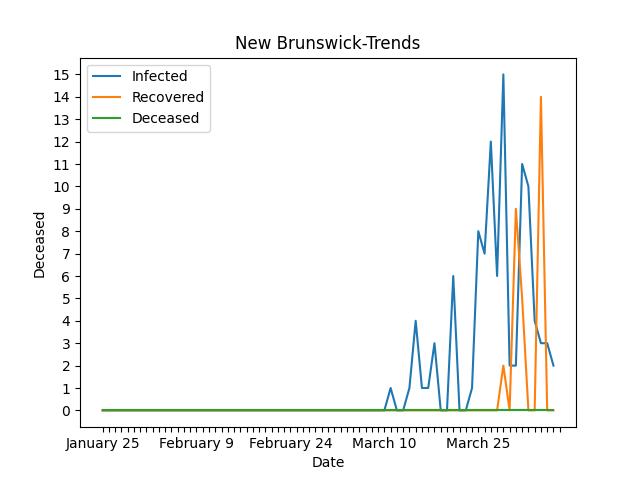 New Brunswick-Trends
Infected
Recovered
Deceased
15
14
13
12
11
10
9
8
7
6
5
4
3
2
1
0
Deceased
January 25 February 9 February 24 March 10 March 25
Date